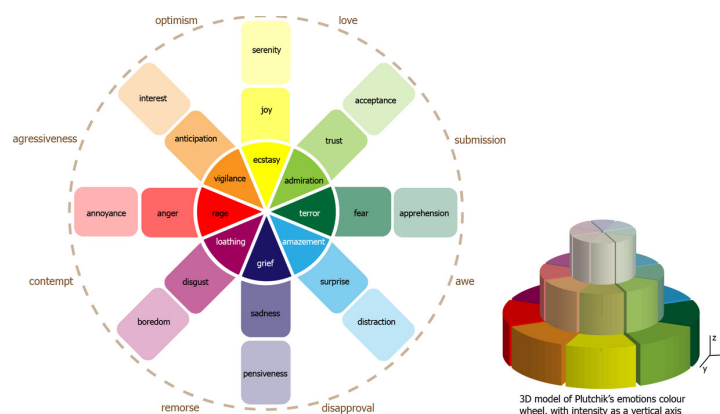 optimism
love
serenity
interest
acceptance
joy
agressiveness
anticipation
trust
submission
ecstasy
vigilance
admiration
annoyance
anger
rage
terror
fear
apprehension
loathing
amazement
grief
contempt
disgust
surprise
awe
boredom
sadness
distraction
pensiveness
remorse
disapproval
z
y
3D model of Plutchik's emotions colour
wheel, with intensity as a vertical axis